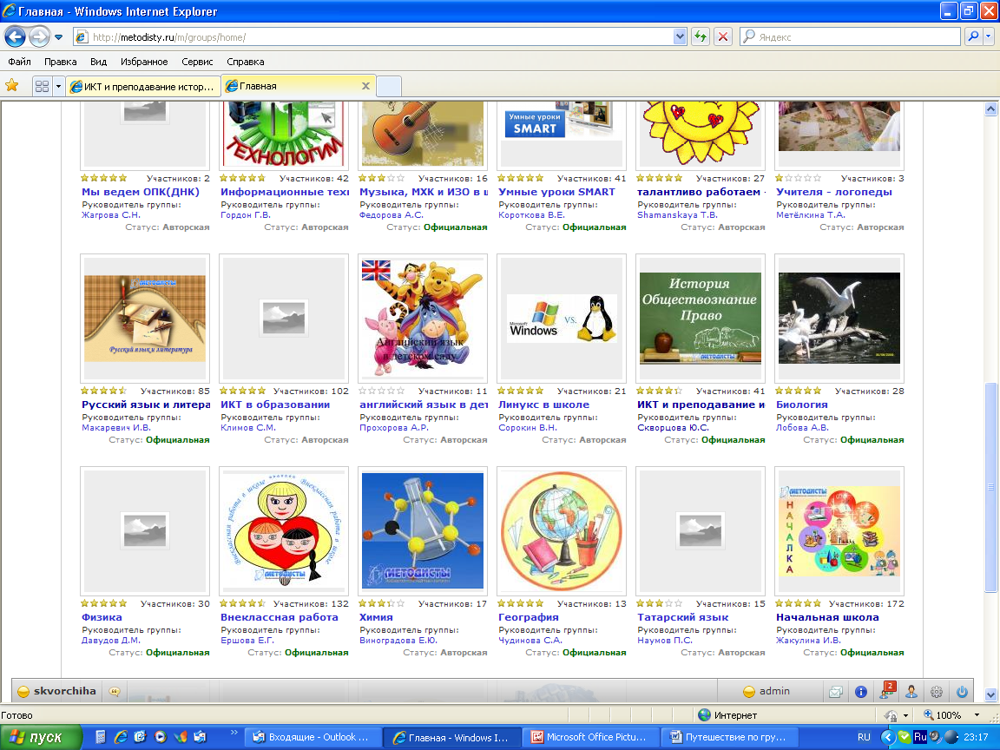 Главная - Windows Internet Explorer
http://metodisty.ru/m/groups/home/
Яндекс
Файл Правка Вид Избранное Сервис Справка
ИКТ и преподавание истор...
Главная
ТЕХНОЛОГИИ
Умные уроки
SMART
Участников: 2
Участников: 42
Участников: 16
Участников: 41
Участников: 27
Участников: 3
Мы ведем ОПК(ДНК)
Информационные техн
Музыка, МХК и ИЗО в ш
Умные уроки SMART
талантливо работаем -
Учителя - логопеды
Руководитель группы:
Руководитель группы:
Руководитель группы:
Руководитель группы:
Руководитель группы:
Руководитель группы:
Жагрова С.Н.
Гордон Г.В.
Федорова А.С.
Короткова В.Е.
Shamanskaya T.B.
Метёлкина Т.А.
Статус: Авторская
Статус: Авторская
Статус: Официальная
Статус: Официальная
Статус: Авторская
Статус: Авторская
МЕТОДИСТЫ
Русский язык и литература
Английский язык
в детском саду
Microsoft
Windows VS.
История
Обществознание
Право
МЕТОДИСТЫ
Участников: 85
Участников: 102
Участников: 11
Участников: 21
Участников: 41
Участников: 28
Русский язык и литера
ИКТ в образовании
английский язык в дет
Линукс в школе
ИКТ и преподавание и
Биология
Руководитель группы:
Руководитель группы:
Руководитель группы:
Руководитель группы:
Руководитель группы:
Руководитель группы:
Макаревич И.В.
Климов С.М.
Прохорова А.Р.
Сорокин В.Н.
Скворцова Ю.С.
Лобова А.В.
Статус: Официальная
Статус: Авторская
Статус: Авторская
Статус: Авторская
Статус: Официальная
Статус: Официальная
Внеклассная работа в школе
Внеклассная работа в школе
МЕТОДИСТЫ
МЕТОДИСТЫ
МЕТОДИСТЫ
НАЧАЛКА
Участников: 30
Участников: 132
Участников: 17
Участников: 13
Участников: 15
Участников: 172
Физика
Внеклассная работа
Химия
География
Татарский язык
Начальная школа
Руководитель группы:
Руководитель группы:
Руководитель группы:
Руководитель группы:
Руководитель группы:
Руководитель группы:
Давудов Д.М.
Ершова Е.Г.
Виноградова Е.Ю.
Чудинова С.А.
Наумов П.С.
Жакулина И.В.
Статус: Официальная
Статус: Официальная
Статус: Авторская
Статус: Официальная
Статус: Авторская
Статус: Официальная
skvorchiha
admin
2
Готово
Интернет
100%
пуск
Входящие - Outlook ...
Главная - Windows I...
Microsoft Office Pictu...
Путешествие по гру...
RU
Ru
23:17